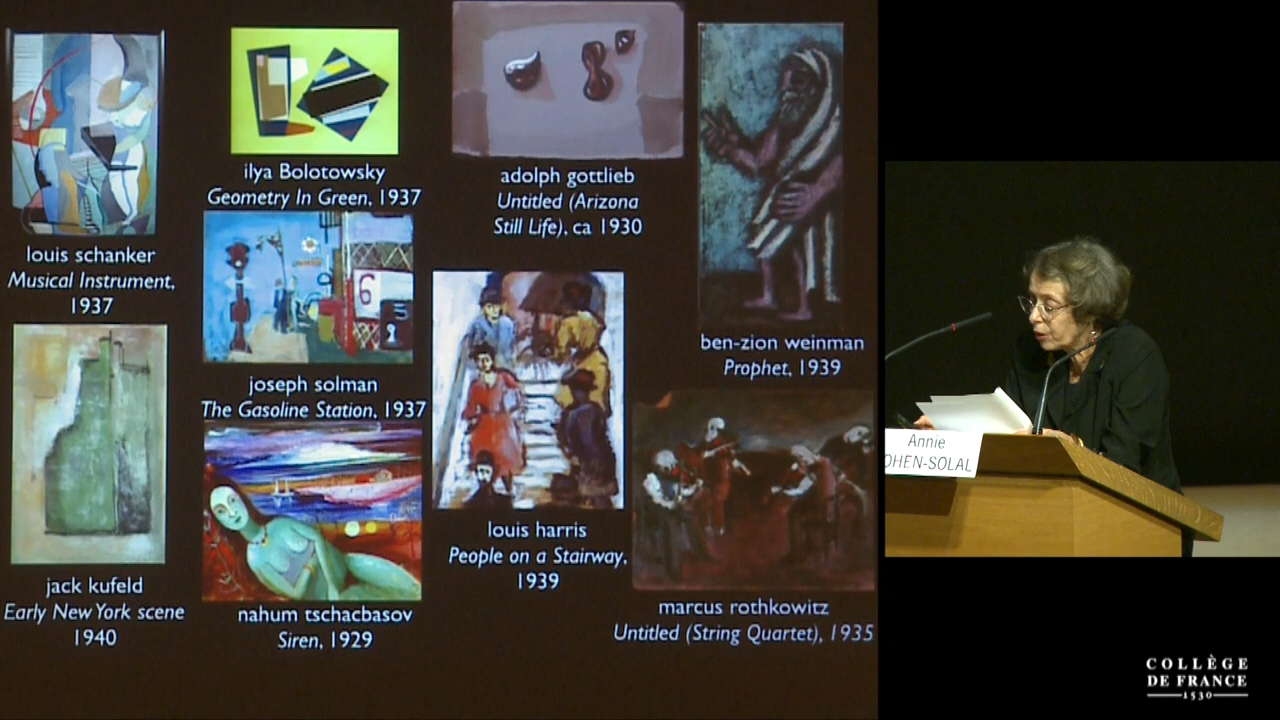 louis schanker
Musical Instrument,
1937
ilya Bolotowsky
Geometry In Green, 1937
adolph gottlieb
Untitled (Arizona
Still Life), ca 1930
ben-zion weinman
Prophet, 1939
joseph solman
The Gasoline Station, 1937
6
jack kufeld
Early New York scene
1940
nahum tschacbasov
Siren, 1929
louis harris
People on a Stairway,
1939
marcus rothkowitz
Untitled (String Quartet), 1935
Annie
OHEN-SOLAL
COLLÈGE
DE FRANCE
1530